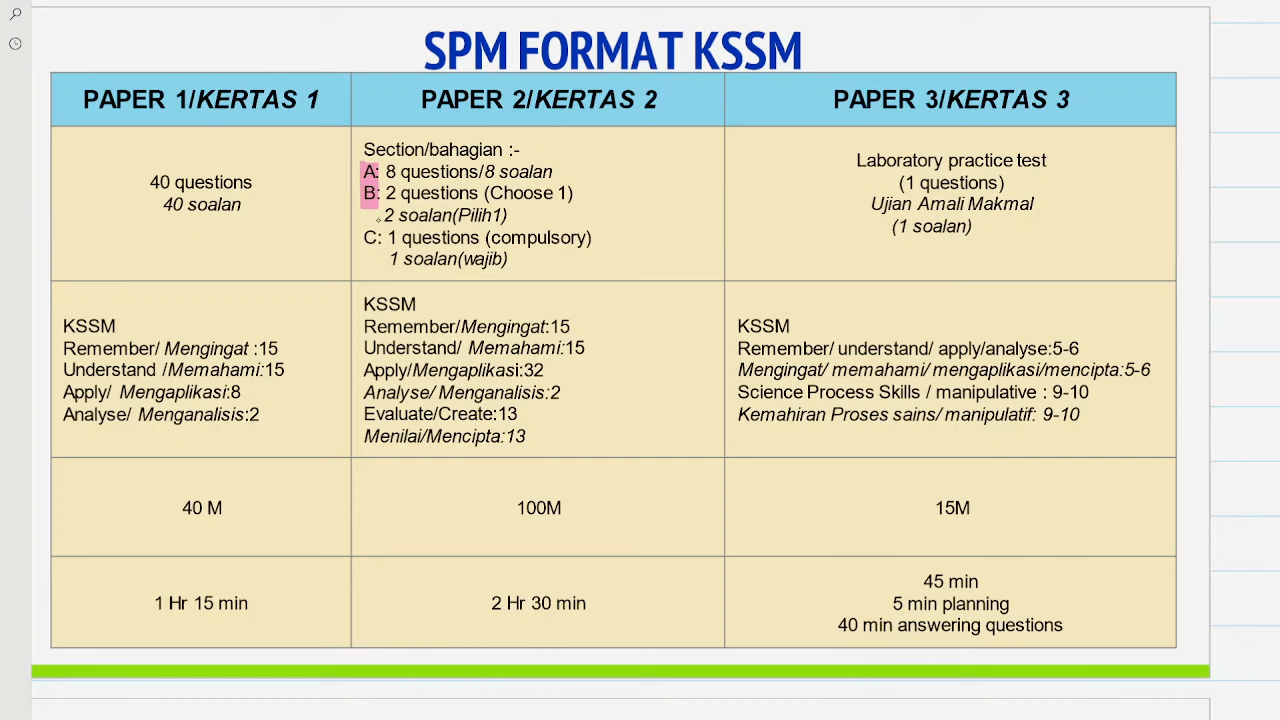 SPM FORMAT KSSM
PAPER 1/KERTAS 1
PAPER 2/KERTAS 2
PAPER 3/KERTAS 3
40 questions
40 soalan
Section/bahagian :-
A: 8 questions/8 soalan
B: 2 questions (Choose 1)
2 soalan(Pilih1)
C: 1 questions (compulsory)
1 soalan(wajib)
Laboratory practice test
(1 questions)
Ujian Amali Makmal
(1 soalan)
KSSM
Remember/ Mengingat :15
Understand /Memahami:15
Apply/ Mengaplikasi:8
Analyse/ Menganalisis:2
KSSM
Remember/Mengingat:15
Understand/ Memahami:15
Apply/Mengaplikasi:32
Analyse/ Menganalisis:2
Evaluate/Create:13
Menilai/Mencipta:13
KSSM
Remember/ understand/ apply/analyse:5-6
Mengingat/ memahami/ mengaplikasi/mencipta:5-6
Science Process Skills / manipulative : 9-10
Kemahiran Proses sains/ manipulatif: 9-10
40 M
100M
15M
1 Hr 15 min
2 Hr 30 min
45 min
5 min planning
40 min answering questions